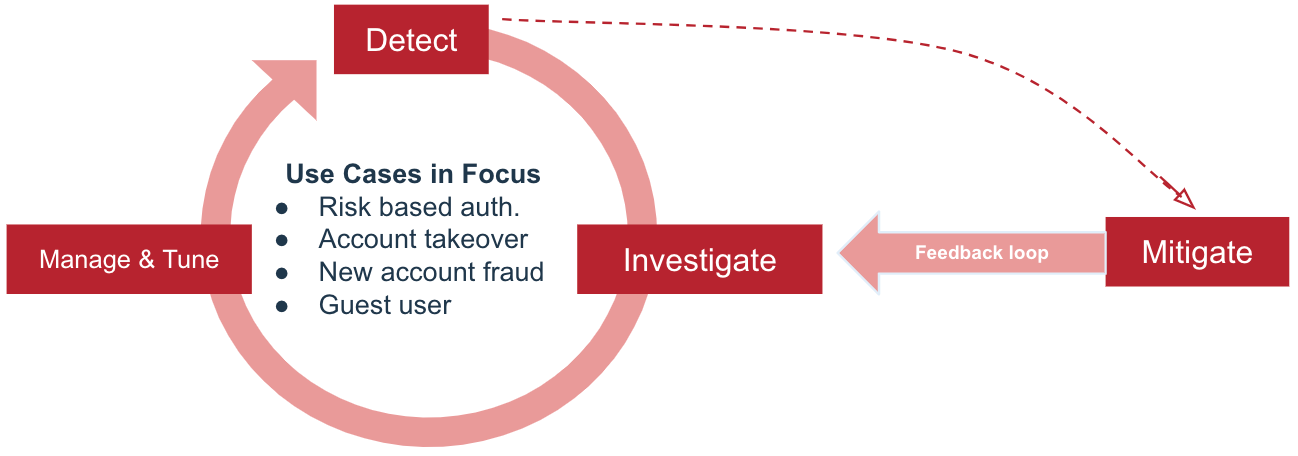 Detect
Use Cases in Focus
● Risk based auth.
● Account takeover
● New account fraud
● Guest user
Manage & Tune
Investigate
Feedback loop
Mitigate